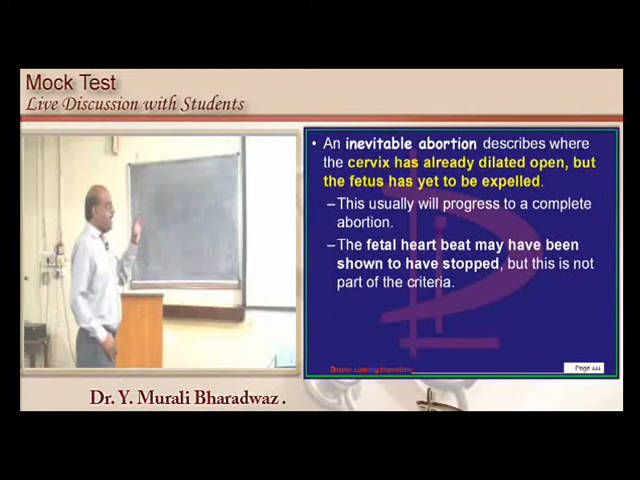 Mock Test
Live Discussion with Students
• An inevitable abortion describes where
the cervix has already dilated open, but
the fetus has yet to be expelled.
–This usually will progress to a complete
abortion.
–The fetal heart beat may have been
shown to have stopped, but this is not
part of the criteria.
Page 444
Dr. Y. Murali Bharadwaz .